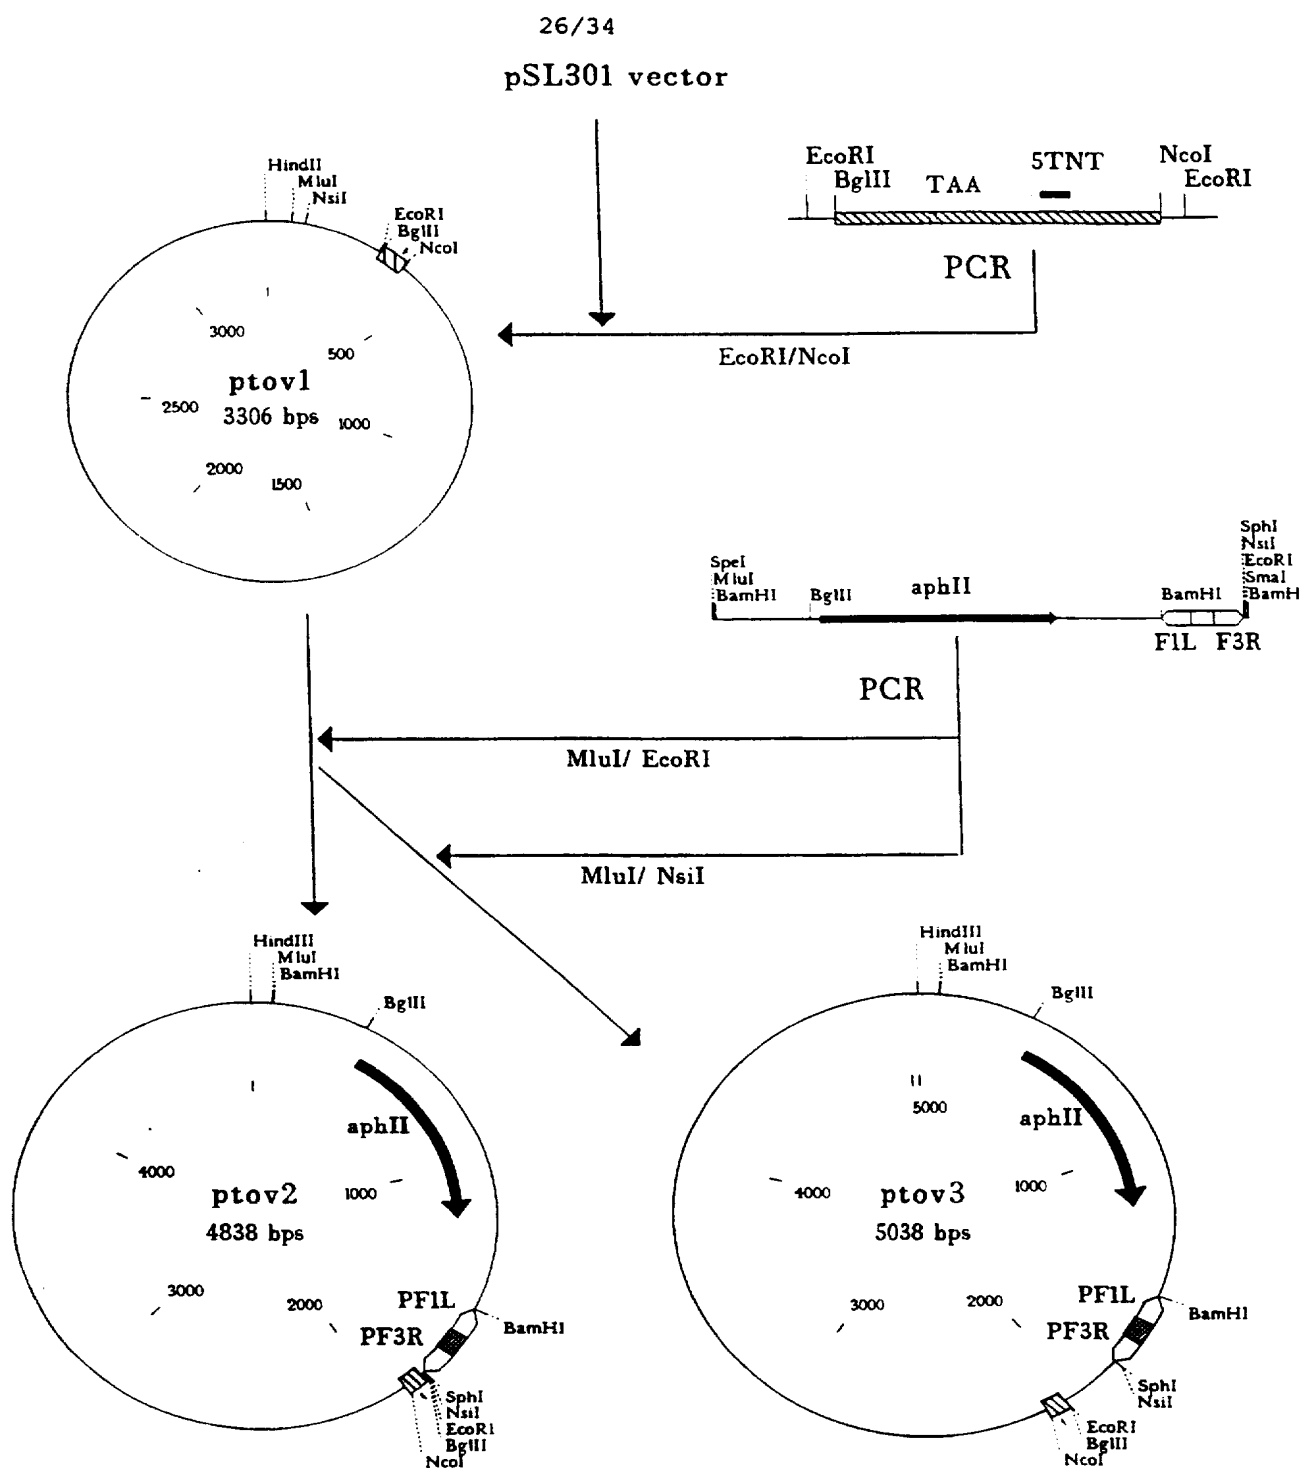 26/34
pSL301 vector
HindII
MluI
NsiI
EcoRI
BglII
NcoI
EcoRI
BglII
TAA
5TNT
NcoI
EcoRI
PCR
EcoRI/NcoI
3000
500
ptov1
3306 bps
2500
1000
2000
1500
SpeI
MluI
BamHI
BglII
aphII
BamHI
SphI
NsiI
EcoRI
SmaI
BamH
F1L
F3R
PCR
MluI/ EcoRI
MluI/ NsiI
HindIII
MluI
BamHI
BglII
aphII
4000
1000
ptov2
4838 bps
3000
2000
PF1L
PF3R
BamHI
SphI
NsiI
EcoRI
BglII
NcoI
HindIII
MluI
BamHI
BglII
5000
aphII
4000
1000
ptov3
5038 bps
3000
2000
PF1L
PF3R
BamHI
SphI
NsiI
EcoRI
BglII
NcoI